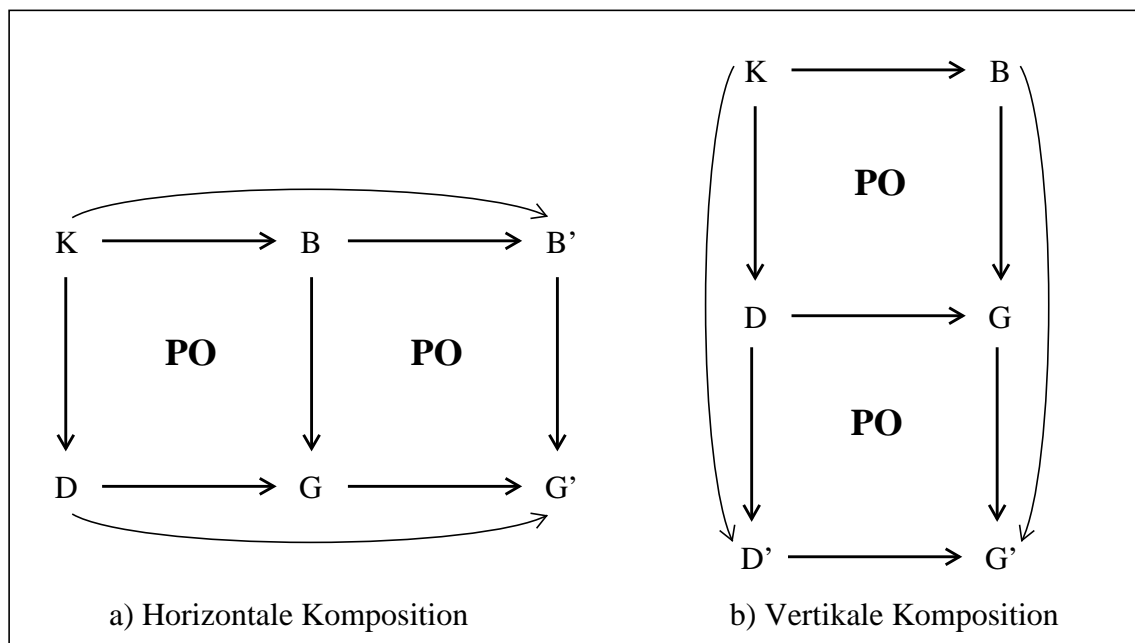 K B B’
PO PO
D G G’
a) Horizontale Komposition
K B
PO
D G
PO
D’ G’
b) Vertikale Komposition